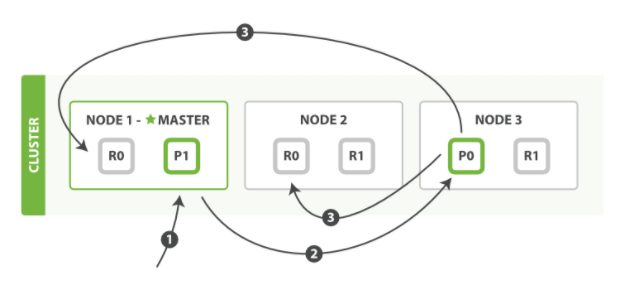 3
CLUSTER
NODE 1 - ★ MASTER
R0 P1
NODE 2
R0 R1
NODE 3
P0 R1
3
1
2